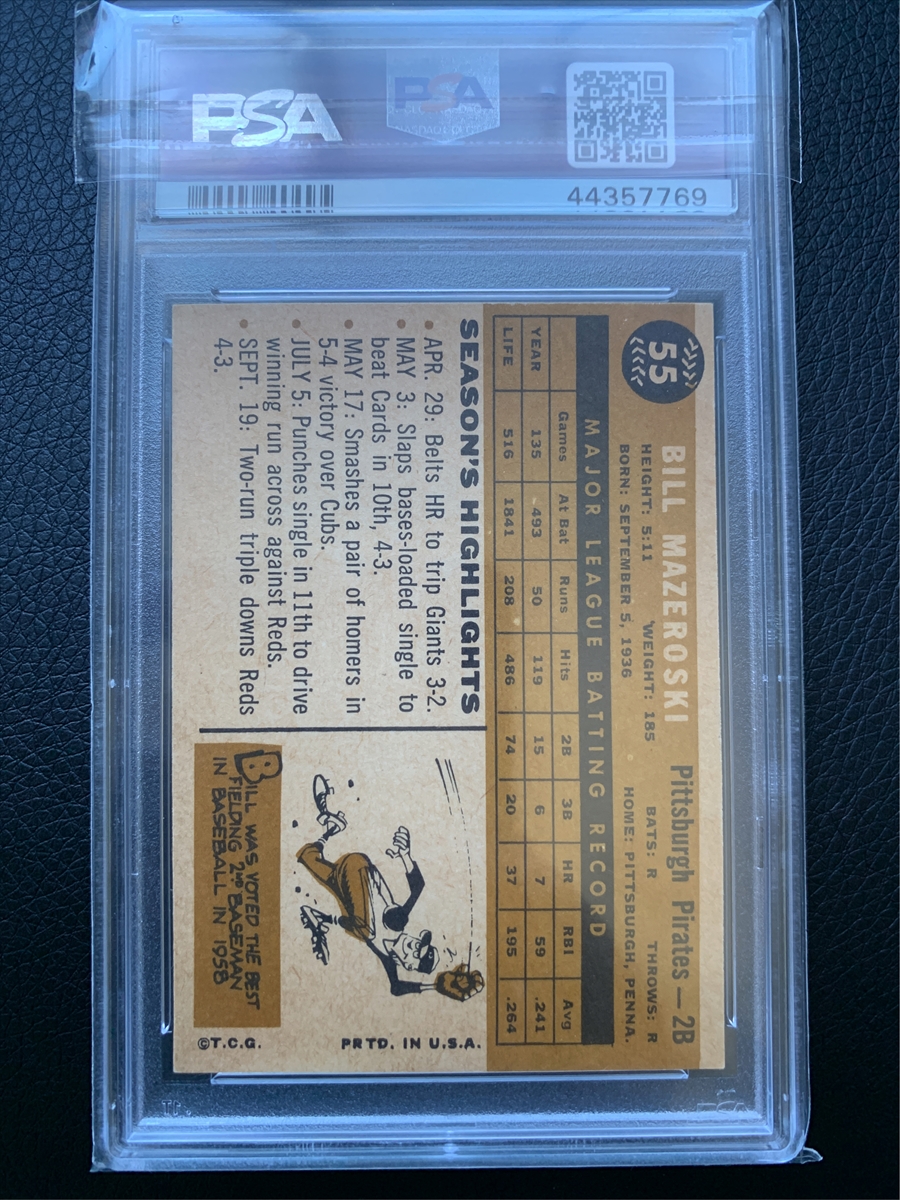 PSA
PSA
44357769
55
BILL MAZEROSKI Pittsburgh Pirates — 2B
HEIGHT: 5:11 WEIGHT: 185 BATS: R THROWS: R
BORN: SEPTEMBER 5, 1936 HOME: PITTSBURGH, PENNA.
MAJOR LEAGUE BATTING RECORD
Games At Bat Runs Hits 2B 3B HR RBI Avg
YEAR 135 493 50 119 15 6 7 59 .241
LIFE 516 1841 208 486 74 20 37 195 .264
SEASON'S HIGHLIGHTS
• APR. 29: Belts HR to trip Giants 3-2.
• MAY 3: Slaps bases-loaded single to
beat Cards in 10th, 4-3.
• MAY 17: Smashes a pair of homers in
5-4 victory over Cubs.
• JULY 5: Punches single in 11th to drive
winning run across against Reds.
• SEPT. 19: Two-run triple downs Reds
4-3.
BILL WAS VOTED THE BEST
FIELDING 2ND BASEMAN
IN BASEBALL IN 1958
©T.C.G. PRTD. IN U.S.A.